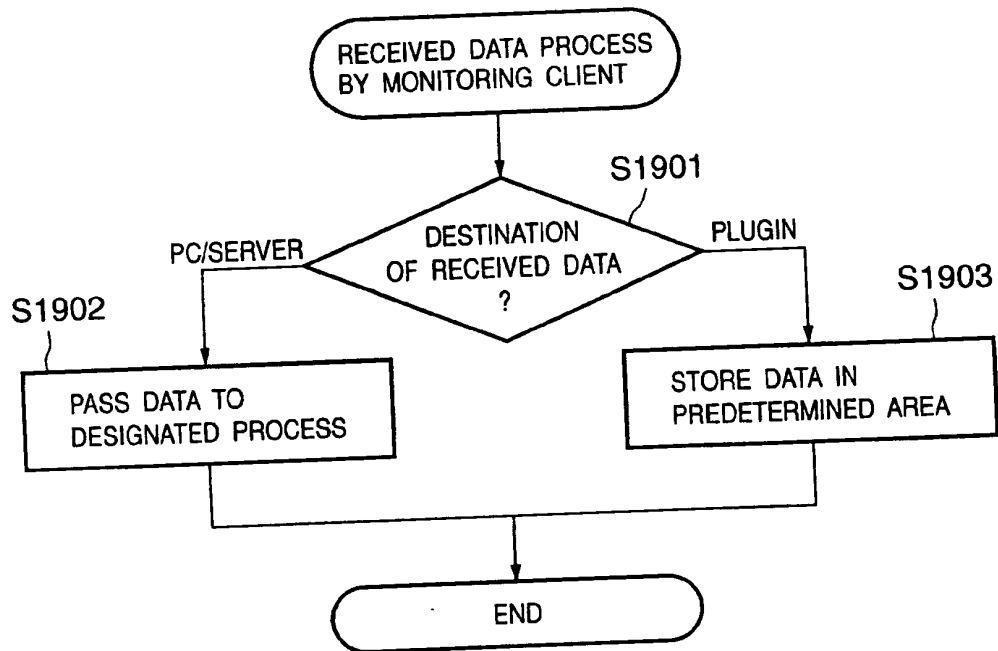 RECEIVED DATA PROCESS
BY MONITORING CLIENT
S1901
DESTINATION
OF RECEIVED DATA
?
PC/SERVER
PLUGIN
S1902
PASS DATA TO
DESIGNATED PROCESS
S1903
STORE DATA IN
PREDETERMINED AREA
END